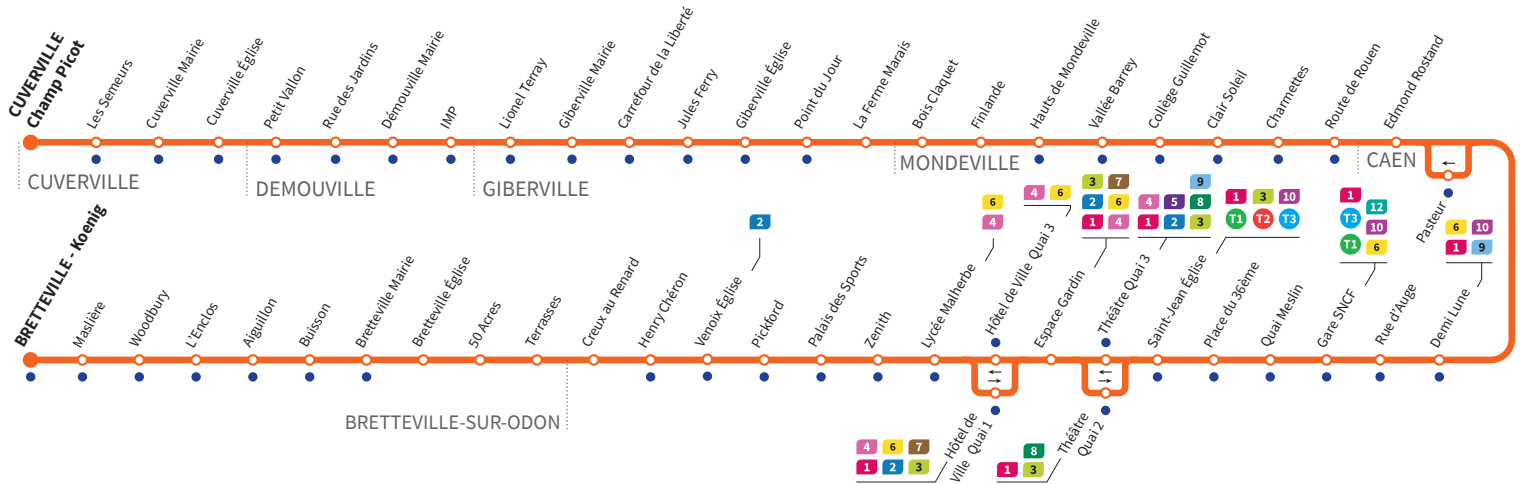 CUVERVILLE
Champ Picot
Les Semeurs
Cuverville Mairie
Cuverville Église
Petit Vallon
Rue des Jardins
Démouville Mairie
IMP
Lionel Terray
Giberville Mairie
Carrefour de la Liberté
Jules Ferry
Giberville Église
Point du Jour
La Ferme Marais
Bois Claquet
Finlande
Hauts de Mondeville
Vallée Barrey
Collège Guillemot
Clair Soleil
Charmettes
Route de Rouen
Edmond Rostand
Pasteur
CUVERVILLE
DEMOUVILLE
GIBERVILLE
MONDEVILLE
CAEN
BRETTEVILLE - Koenig
Maslière
Woodbury
L'Enclos
Aiguillon
Buisson
Bretteville Mairie
Bretteville Église
50 Acres
Terrasses
Creux au Renard
Henry Chéron
Venoix Église
2
Pickford
Palais des Sports
Zenith
Lycée Malherbe
6
4
Hôtel de Ville Quai 3
4 6
Espace Gardin
3 7
2 6
1 4
Théâtre Quai 3
9
4 5 8
1 2 3
Saint-Jean Église
1 3 10
T1 T2 T3
Place du 36ème
Quai Meslin
Gare SNCF
1
T3 12
10
T1 6
Rue d'Auge
Demi Lune
6 10
1 9
BRETTEVILLE-SUR-ODON
Hôtel de
Ville Quai 1
4 6 7
1 2 3
Théâtre
Quai 2
8
1 3